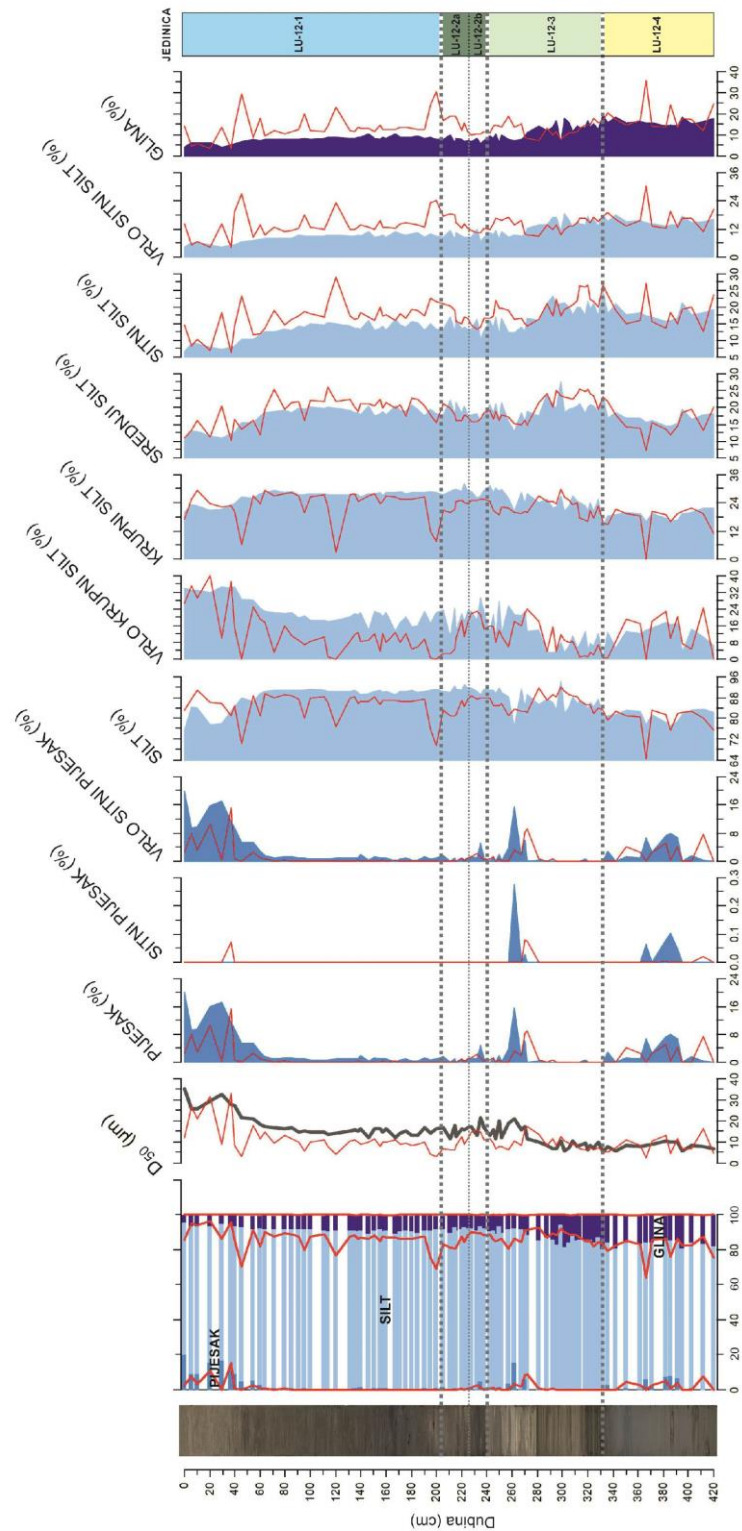 JEDINICA
LU-12-1
LU-12-2a
LU-12-2b
LU-12-3
LU-12-4
GLINA (%)
0 10 20 30 40
VRLO SITNI SILT (%)
0 12 24 36
SITNI SILT (%)
5 10 15 20 25 30
SREDNJI SILT (%)
5 10 15 20 25 30
KRUPNI SILT (%)
0 12 24 36
VRLO KRUPNI SILT (%)
0 8 16 24 32 40
SILT (%)
64 72 80 88 96
VRLO SITNI PIJESAK (%)
0 8 16 24
SITNI PIJESAK (%)
0.0 0.1 0.2 0.3
PIJESAK (%)
0 8 16 24
D50 (µm)
0 10 20 30 40
PIJESAK
SILT
GLINA
0 20 40 60 80 100
0 20 40 60 80 100 120 140 160 180 200 220 240 260 280 300 320 340 360 380 400 420
Dubina (cm)